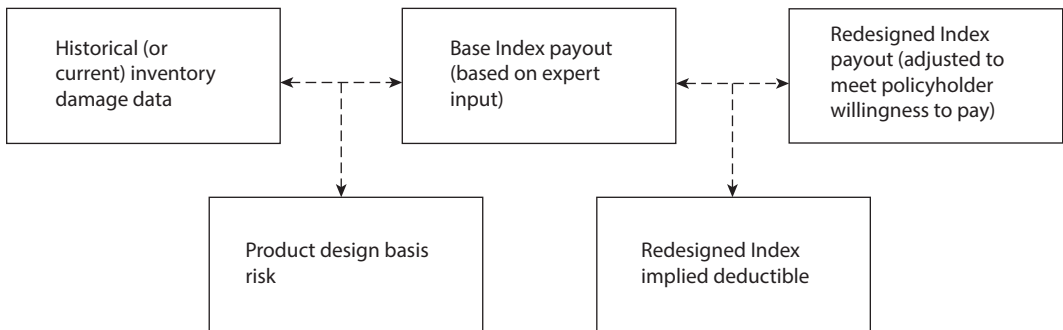 Historical (or
current) inventory
damage data
Base Index payout
(based on expert
input)
Redesigned Index
payout (adjusted to
meet policyholder
willingness to pay)
Product design basis
risk
Redesigned Index
implied deductible